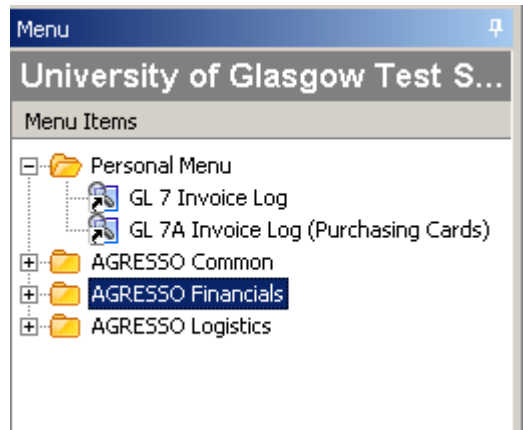 Menu
University of Glasgow Test S...
Menu Items
Personal Menu
GL 7 Invoice Log
GL 7A Invoice Log (Purchasing Cards)
AGRESSO Common
AGRESSO Financials
AGRESSO Logistics